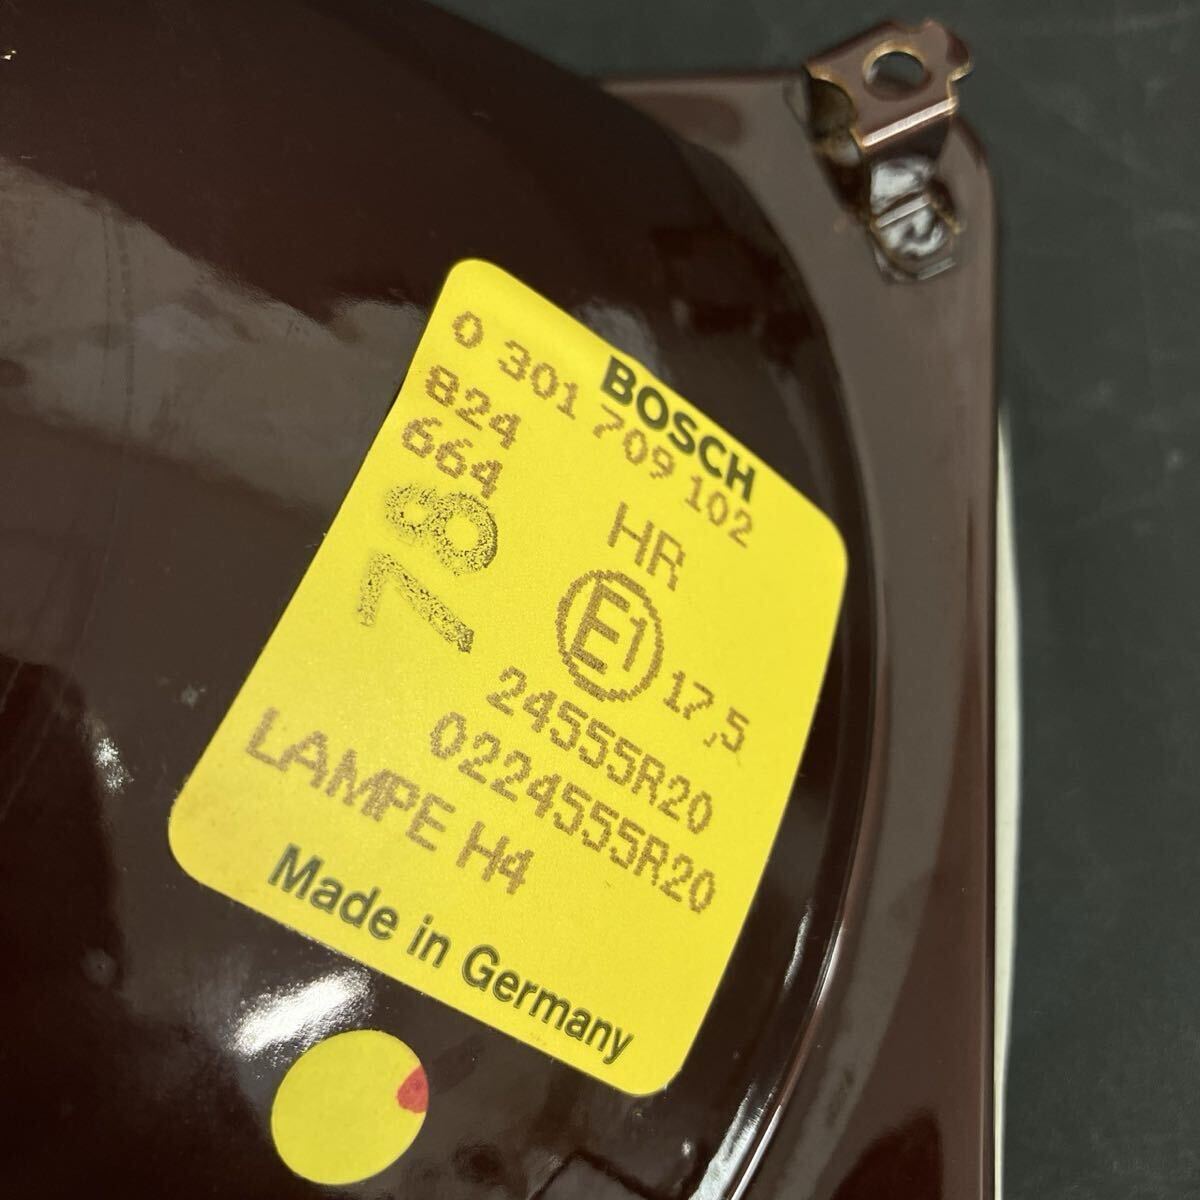 BOSCH
0 301 709 102
824
664
78
HR
E1
17,5
24555R20
0224555R20
LAMPE H4
Made in Germany